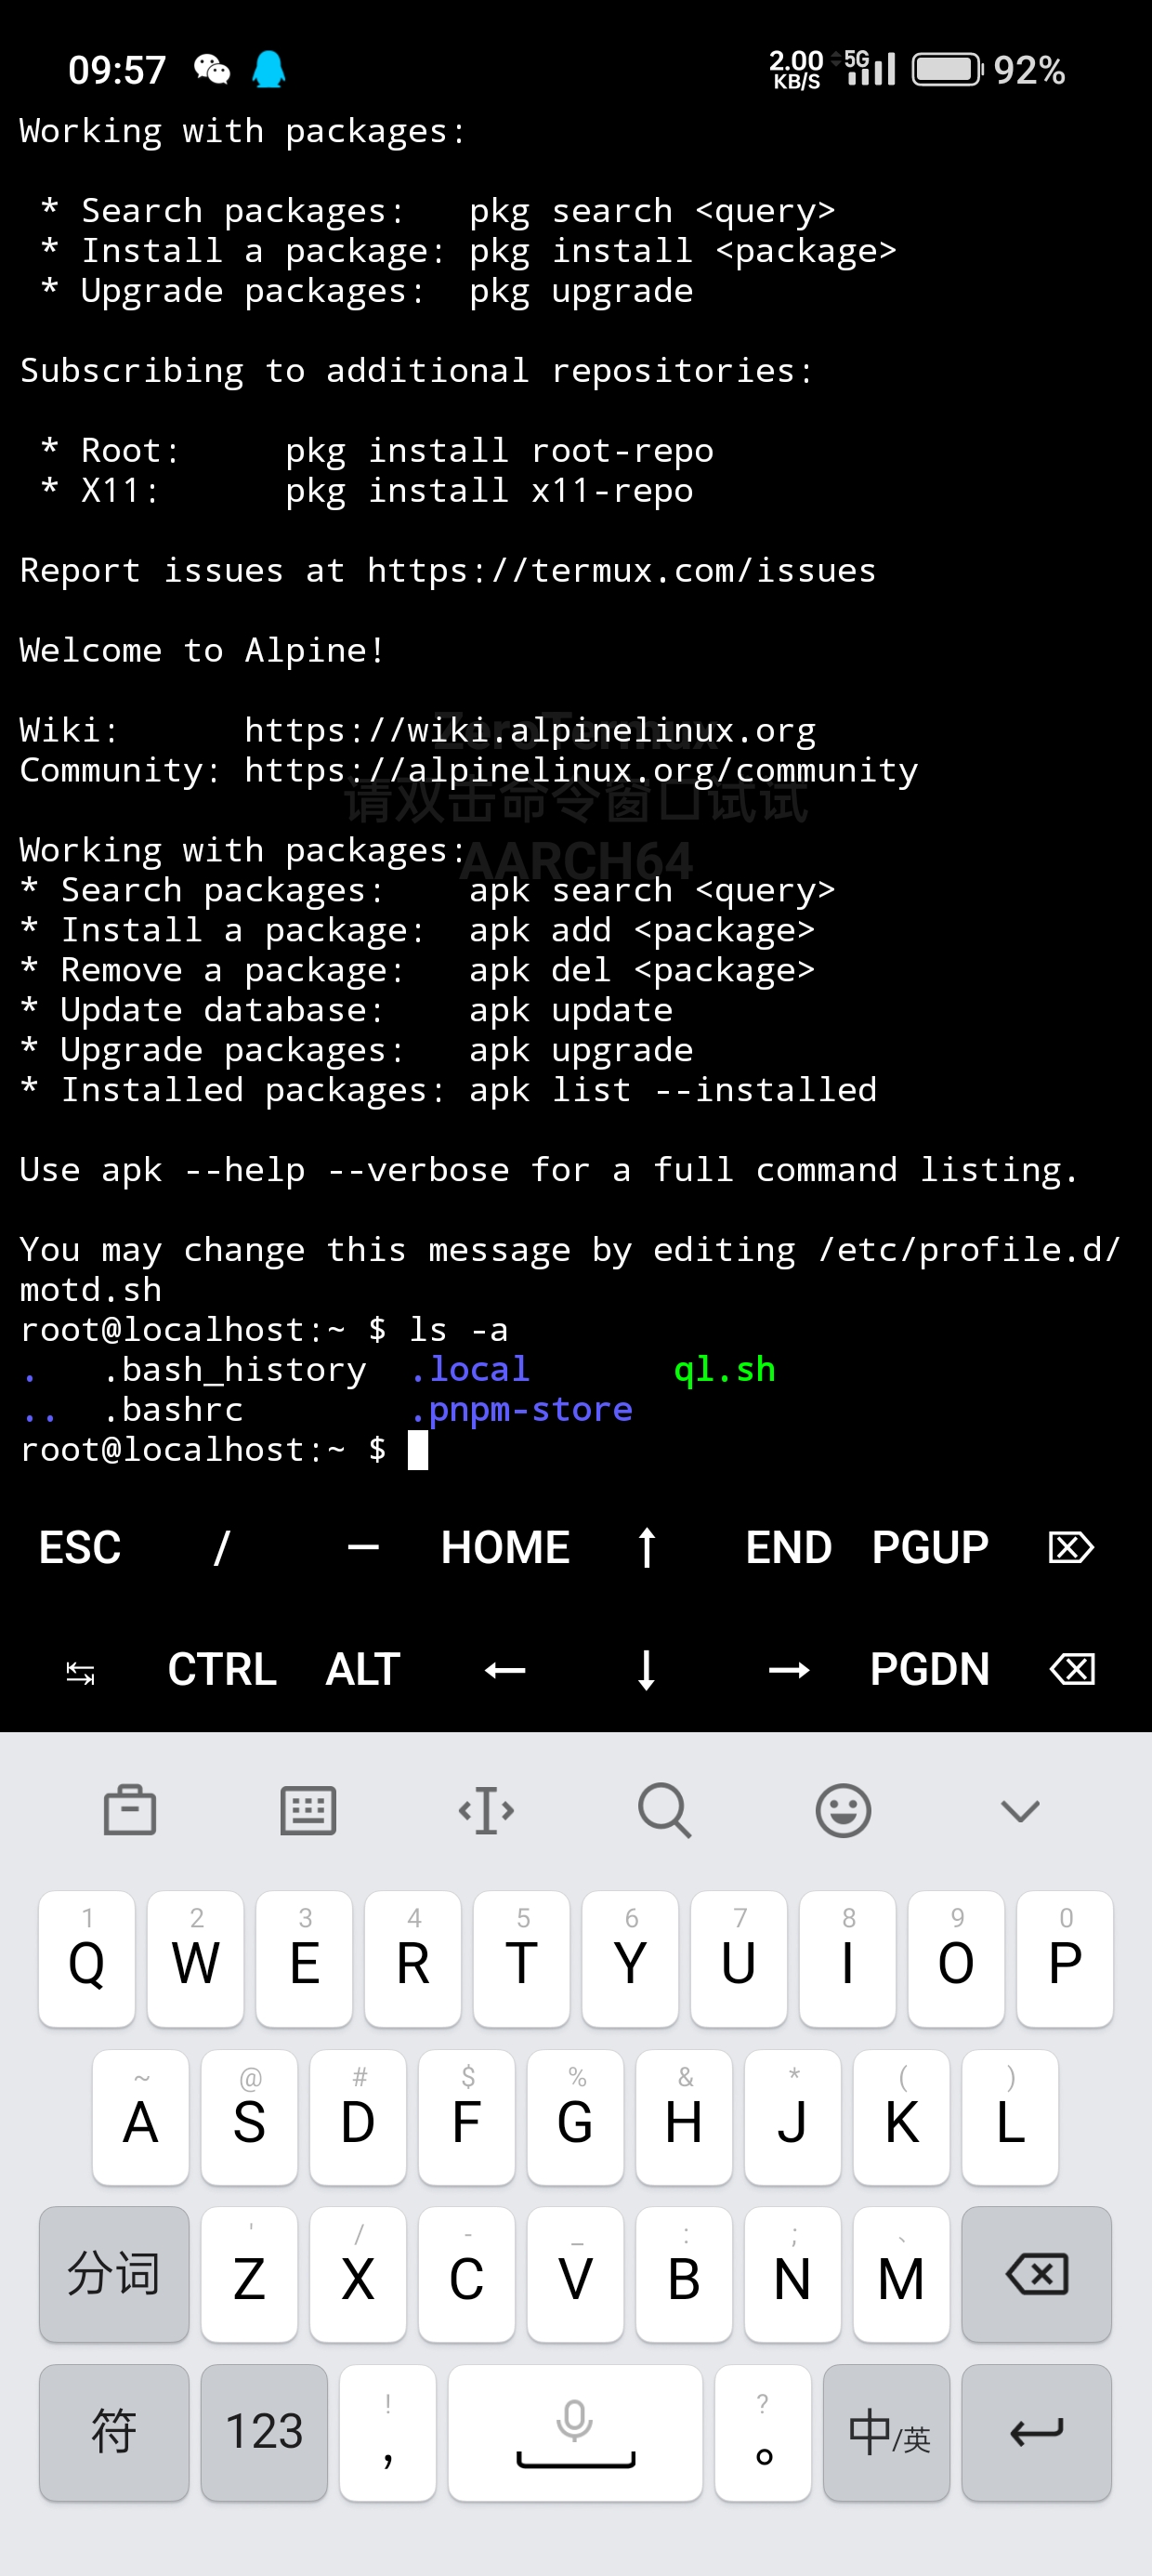 09:57 2.00 KB/S 5G 92%
Working with packages:
* Search packages: pkg search <query>
* Install a package: pkg install <package>
* Upgrade packages: pkg upgrade
Subscribing to additional repositories:
* Root: pkg install root-repo
* X11: pkg install x11-repo
Report issues at https://termux.com/issues
Welcome to Alpine!
ZeroTermux
Wiki: https://wiki.alpinelinux.org
Community: https://alpinelinux.org/community
请双击命令窗口试试
Working with packages:
AARCH64
* Search packages: apk search <query>
* Install a package: apk add <package>
* Remove a package: apk del <package>
* Update database: apk update
* Upgrade packages: apk upgrade
* Installed packages: apk list --installed
Use apk --help --verbose for a full command listing.
You may change this message by editing /etc/profile.d/
motd.sh
root@localhost:~ $ ls -a
. .bash_history .local ql.sh
.. .bashrc .pnpm-store
root@localhost:~ $
ESC / — HOME ↑ END PGUP
CTRL ALT ← ↓ → PGDN
1 2 3 4 5 6 7 8 9 0
Q W E R T Y U I O P
~ @ # $ % & * ( )
A S D F G H J K L
' / - _ : ; 、
分词 Z X C V B N M
! ?
符 123 , 。 中/英